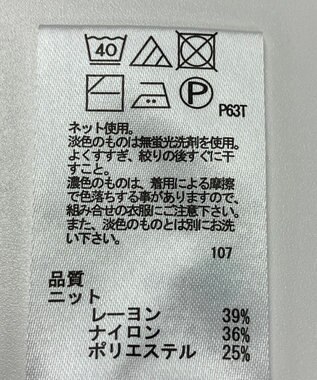 40
P
P63T
ネット使用。
淡色のものは無蛍光洗剤を使用。
よくすすぎ、絞りの後すぐに干
すこと。
濃色のものは、着用による摩擦
で色落ちする事がありますので、
組み合せの衣服にご注意下さい。
また、淡色のものとは別にお洗
い下さい。
107
品質
ニット
レーヨン 39%
ナイロン 36%
ポリエステル 25%